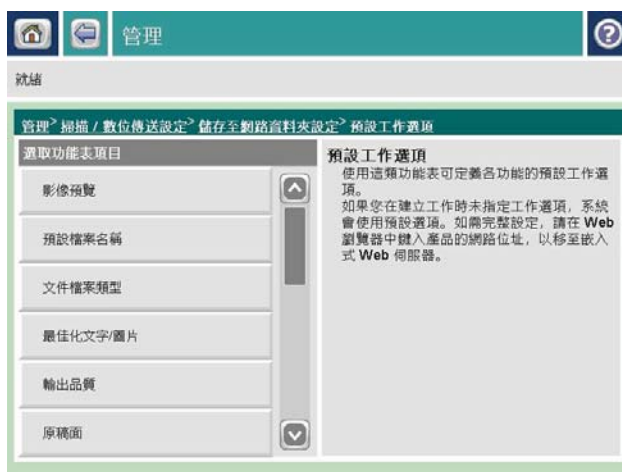 管理
就緒
管理> 掃描 / 數位傳送設定> 儲存至網路資料夾設定> 預設工作選項
選取功能表項目
影像預覽
預設檔案名稱
文件檔案類型
最佳化文字/圖片
輸出品質
原稿面
預設工作選項
使用這類功能表可定義各功能的預設工作選
項。
如果您在建立工作時未指定工作選項，系統
會使用預設選項。如需完整設定，請在 Web
瀏覽器中鍵入產品的網路位址，以移至嵌入
式 Web 伺服器。